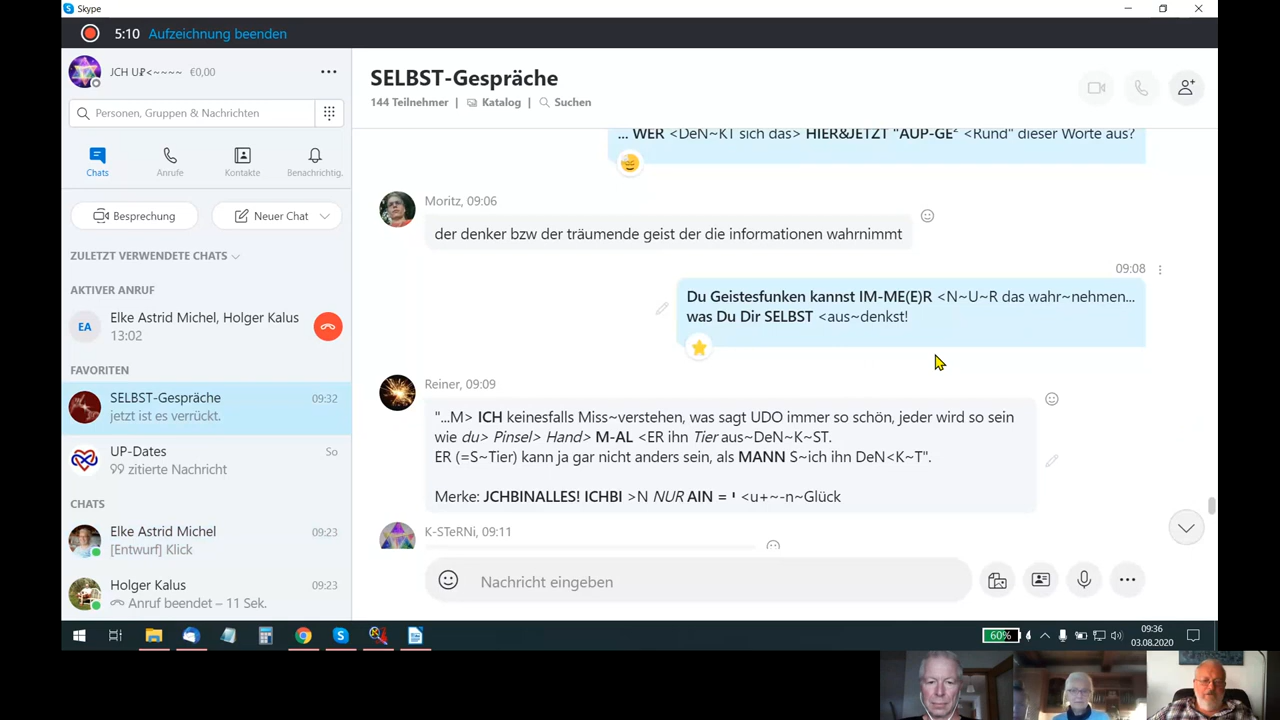 Skype
5:10 Aufzeichnung beenden
JCH U₽<~~~~ €0,00
Personen, Gruppen & Nachrichten
Chats
Anrufe
Kontakte
Benachrichtig.
Besprechung
Neuer Chat
ZULETZT VERWENDETE CHATS
AKTIVER ANRUF
EA
Elke Astrid Michel, Holger Kalus
13:02
FAVORITEN
SELBST-Gespräche 09:32
jetzt ist es verrückt.
UP-Dates So
99 zitierte Nachricht
CHATS
Elke Astrid Michel 09:23
[Entwurf] Klick
Holger Kalus 09:23
Anruf beendet – 11 Sek.
SELBST-Gespräche
144 Teilnehmer | Katalog | Suchen
... WER <DeN~KT sich das> HIER&JETZT "AUP-GE² <Rund" dieser Worte aus?
Moritz, 09:06
der denker bzw der träumende geist der die informationen wahrnimmt
09:08
Du Geistesfunken kannst IM-ME(E)R <N~U~R das wahr~nehmen...
was Du Dir SELBST <aus~denkst!
Reiner, 09:09
"...M> ICH keinesfalls Miss~verstehen, was sagt UDO immer so schön, jeder wird so sein
wie du> Pinsel> Hand> M-AL <ER ihn Tier aus~DeN~K~ST.
ER (=S~Tier) kann ja gar nicht anders sein, als MANN S~ich ihn DeN<K~T".
Merke: JCHBINALLES! ICHBI >N NUR AIN = י <u+~-n~Glück
K-STeRNi, 09:11
Nachricht eingeben
60%
09:36
03.08.2020